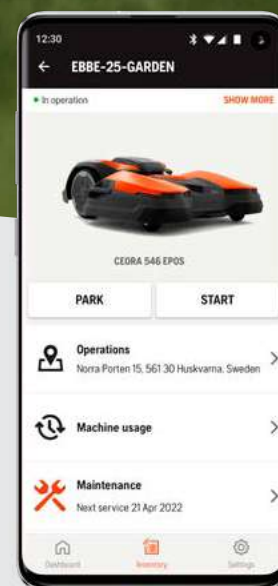 12:30
EBBE-25-GARDEN
In operation
SHOW MORE
CEORA 546 EPOS
PARK
START
Operations
Norra Porten 15, 561 30 Huskvarna, Sweden
Machine usage
Maintenance
Next service 21 Apr 2022
Dashboard
Inventory
Settings